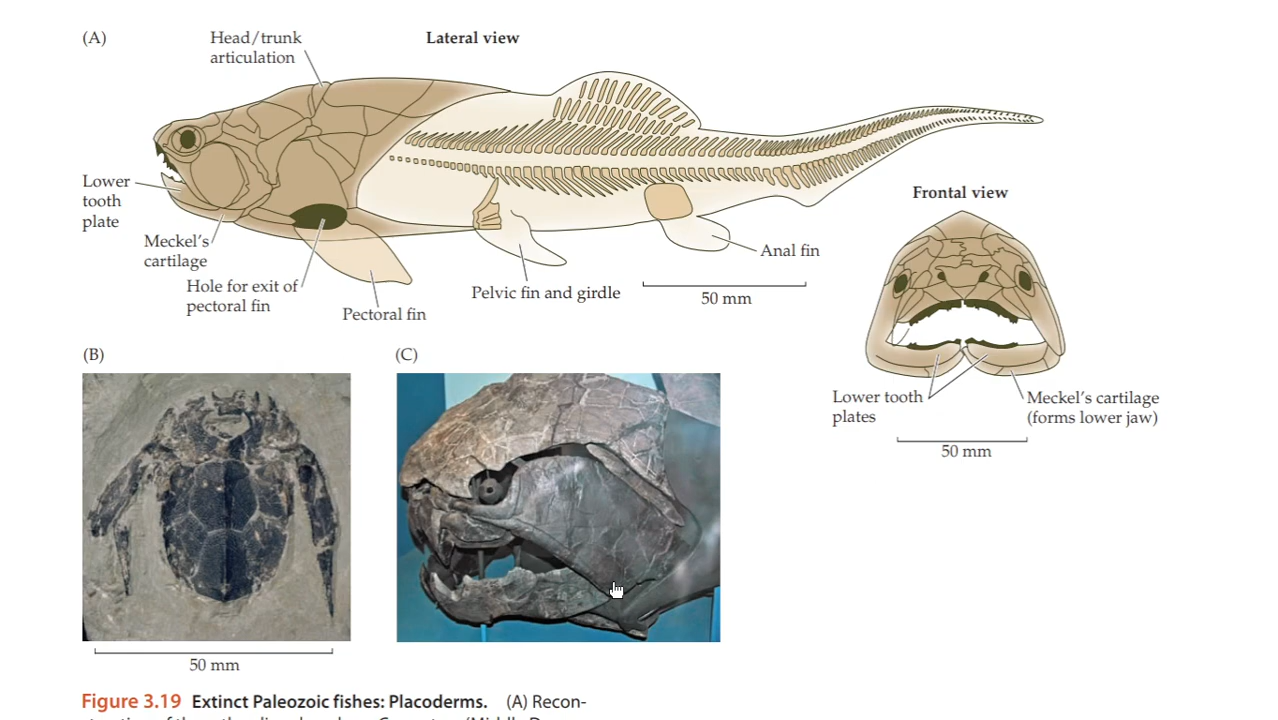 (A)
Head/trunk
articulation
Lateral view
Lower
tooth
plate
Meckel's
cartilage
Hole for exit of
pectoral fin
Pectoral fin
Pelvic fin and girdle
Anal fin
50 mm
Frontal view
Lower tooth
plates
Meckel's cartilage
(forms lower jaw)
50 mm
(B)
(C)
50 mm
Figure 3.19 Extinct Paleozoic fishes: Placoderms. (A) Recon-